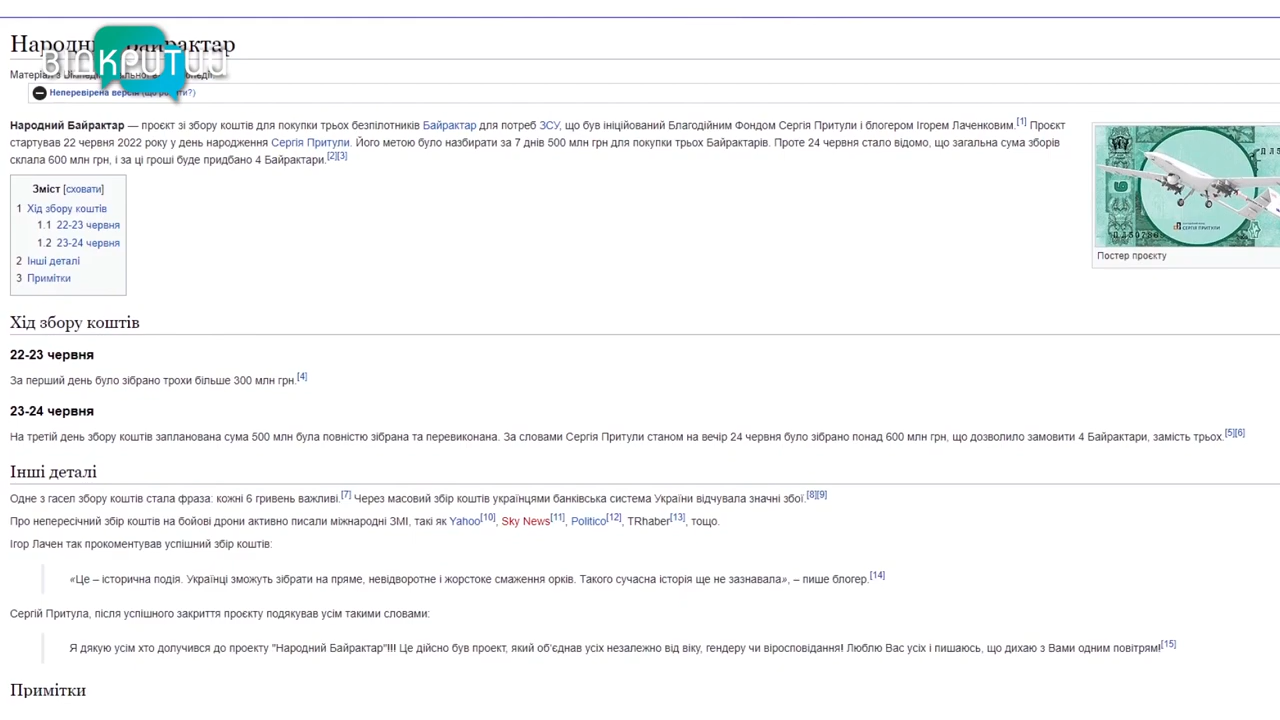 Народний Байрактар
ВІДКРИТИЙ
Матеріал з Вікіпедії — вільної енциклопедії.
Неперевірена версія (що робити?)
Народний Байрактар — проєкт зі збору коштів для покупки трьох безпілотників Байрактар для потреб ЗСУ, що був ініційований Благодійним Фондом Сергія Притули і блогером Ігорем Лаченковим.[1] Проєкт
стартував 22 червня 2022 року у день народження Сергія Притули. Його метою було назбирати за 7 днів 500 млн грн для покупки трьох Байрактарів. Проте 24 червня стало відомо, що загальна сума зборів
склала 600 млн грн, і за ці гроші буде придбано 4 Байрактари.[2][3]
Постер проєкту
Зміст [сховати]
1 Хід збору коштів
1.1 22-23 червня
1.2 23-24 червня
2 Інші деталі
3 Примітки
Хід збору коштів
22-23 червня
За перший день було зібрано трохи більше 300 млн грн.[4]
23-24 червня
На третій день збору коштів запланована сума 500 млн була повністю зібрана та перевиконана. За словами Сергія Притули станом на вечір 24 червня було зібрано понад 600 млн грн, що дозволило замовити 4 Байрактари, замість трьох.[5][6]
Інші деталі
Одне з гасел збору коштів стала фраза: кожні 6 гривень важливі.[7] Через масовий збір коштів українцями банківська система України відчувала значні збої.[8][9]
Про непересічний збір коштів на бойові дрони активно писали міжнародні ЗМІ, такі як Yahoo[10], Sky News[11], Politico[12], TRhaber[13], тощо.
Ігор Лачен так прокоментував успішний збір коштів:
«Це – історична подія. Українці зможуть зібрати на пряме, невідворотне і жорстоке смаження орків. Такого сучасна історія ще не зазнавала», – пише блогер.[14]
Сергій Притула, після успішного закриття проєкту подякував усім такими словами:
Я дякую усім хто долучився до проекту "Народний Байрактар"!!! Це дійсно був проект, який об'єднав усіх незалежно від віку, гендеру чи віросповідання! Люблю Вас усіх і пишаюсь, що дихаю з Вами одним повітрям![15]
Примітки